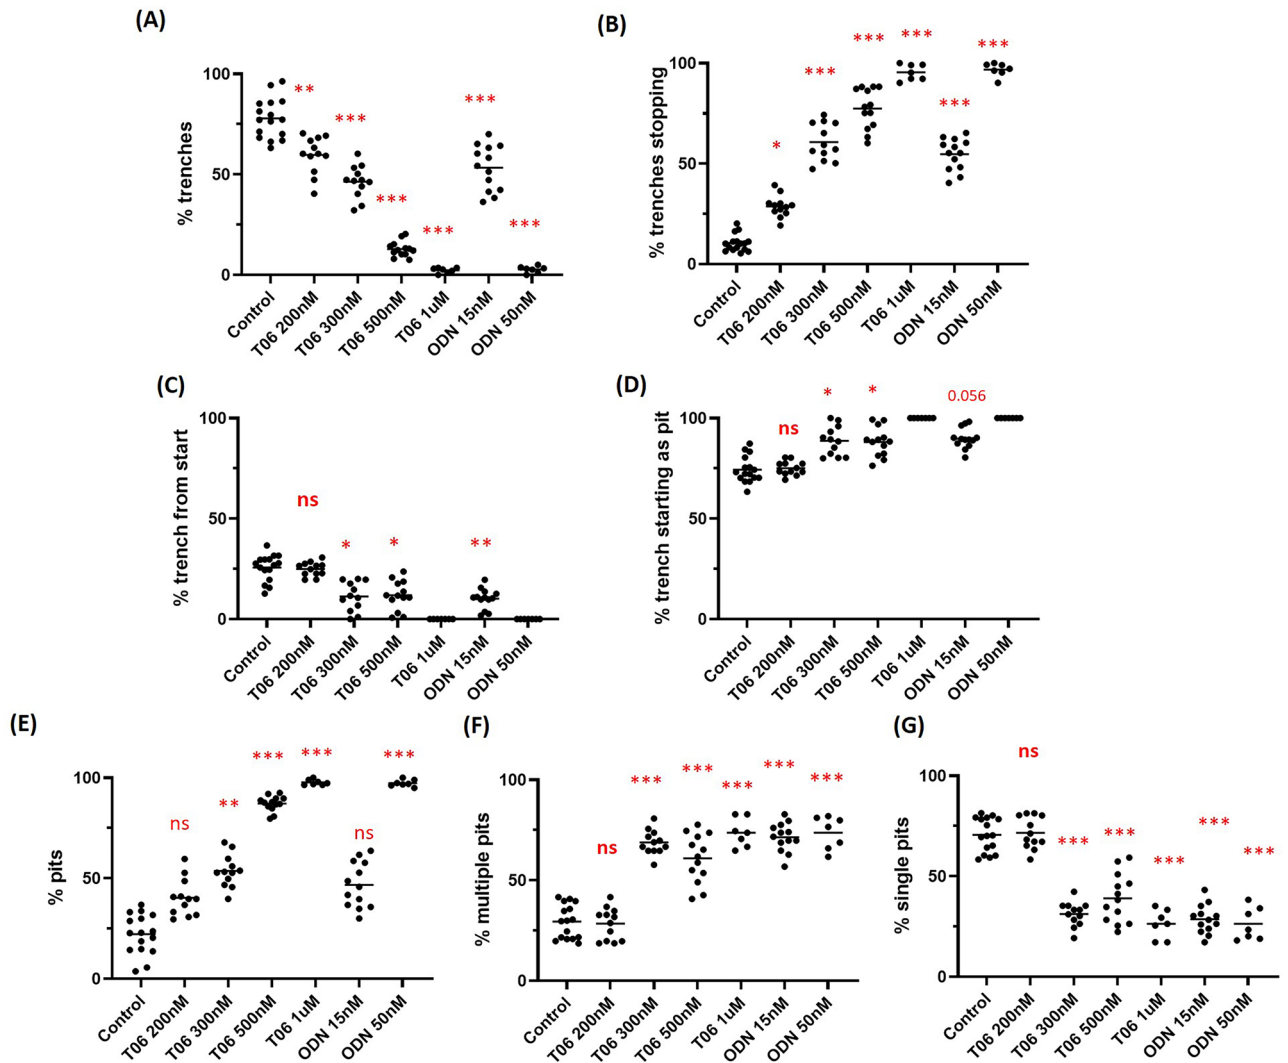 (A)
% trenches
100
50
0
**
***
***
***
***
***
Control
T06 200nM
T06 300nM
T06 500nM
T06 1uM
ODN 15nM
ODN 50nM
(B)
% trenches stopping
100
50
0
*
***
***
***
***
***
Control
T06 200nM
T06 300nM
T06 500nM
T06 1uM
ODN 15nM
ODN 50nM
(C)
% trench from start
100
50
0
ns
*
*
**
Control
T06 200nM
T06 300nM
T06 500nM
T06 1uM
ODN 15nM
ODN 50nM
(D)
% trench starting as pit
100
50
0
ns
*
*
0.056
Control
T06 200nM
T06 300nM
T06 500nM
T06 1uM
ODN 15nM
ODN 50nM
(E)
% pits
100
50
0
ns
**
***
***
ns
***
Control
T06 200nM
T06 300nM
T06 500nM
T06 1uM
ODN 15nM
ODN 50nM
(F)
% multiple pits
100
50
0
ns
***
***
***
***
***
Control
T06 200nM
T06 300nM
T06 500nM
T06 1uM
ODN 15nM
ODN 50nM
(G)
% single pits
100
50
0
ns
***
***
***
***
***
Control
T06 200nM
T06 300nM
T06 500nM
T06 1uM
ODN 15nM
ODN 50nM